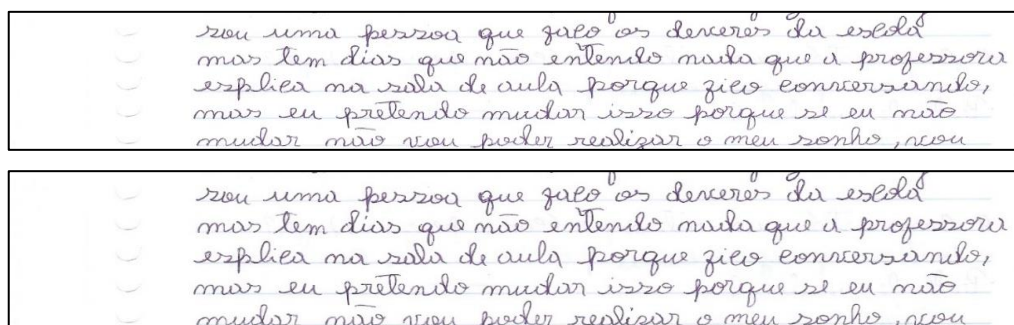 sou uma pessoa que faço os deveres da escola
mas tem dias que não entendo nada que a professora
explica na sala de aula porque fico conversando,
mas eu pretendo mudar isso porque se eu não
mudar não vou poder realizar o meu sonho, vou
sou uma pessoa que faço os deveres da escola
mas tem dias que não entendo nada que a professora
explica na sala de aula porque fico conversando,
mas eu pretendo mudar isso porque se eu não
mudar não vou poder realizar o meu sonho, vou